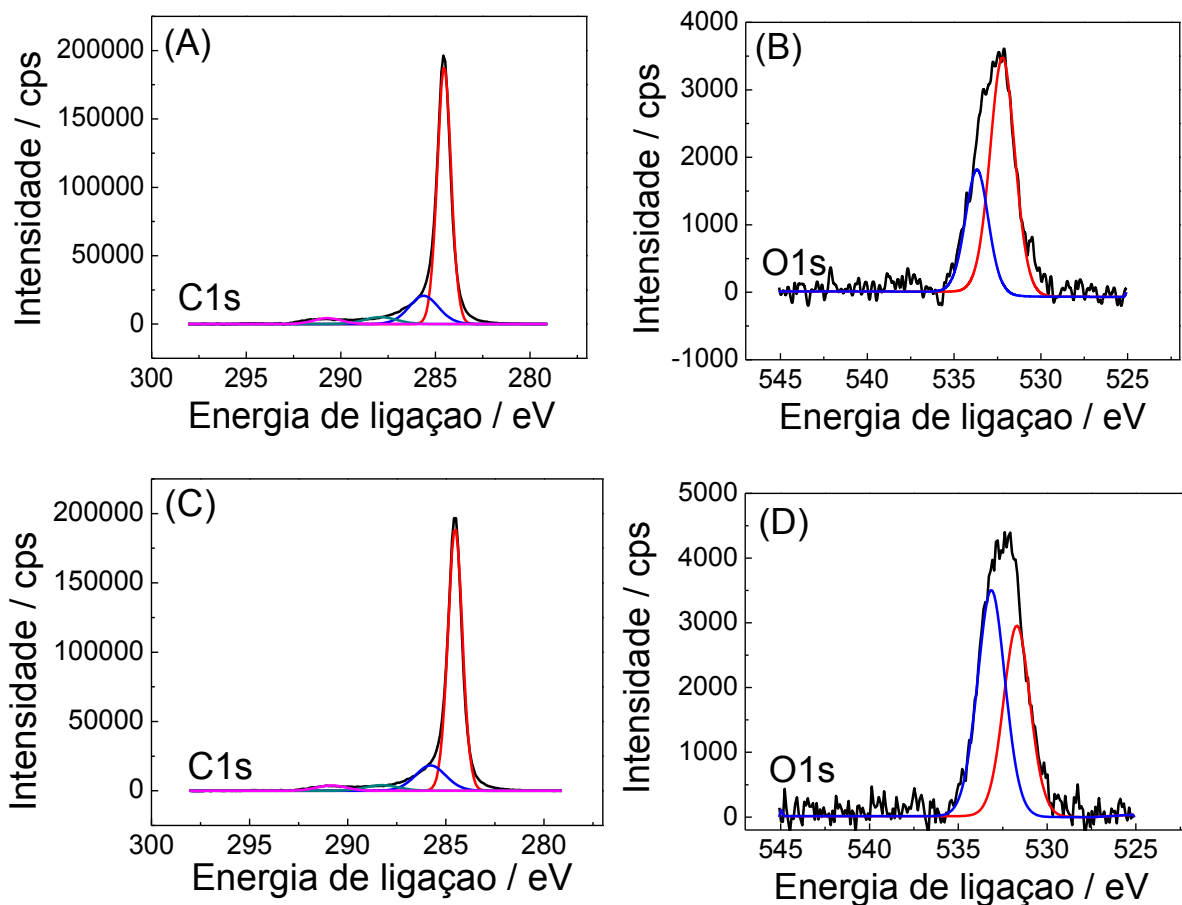 (A)
200000
150000
100000
50000
0
C1s
300 295 290 285 280
Energia de ligaçao / eV
Intensidade / cps
(B)
4000
3000
2000
1000
0
-1000
O1s
545 540 535 530 525
Energia de ligaçao / eV
Intensidade / cps
(C)
200000
150000
100000
50000
0
C1s
300 295 290 285 280
Energia de ligaçao / eV
Intensidade / cps
(D)
5000
4000
3000
2000
1000
0
O1s
545 540 535 530 525
Energia de ligaçao / eV
Intensidade / cps